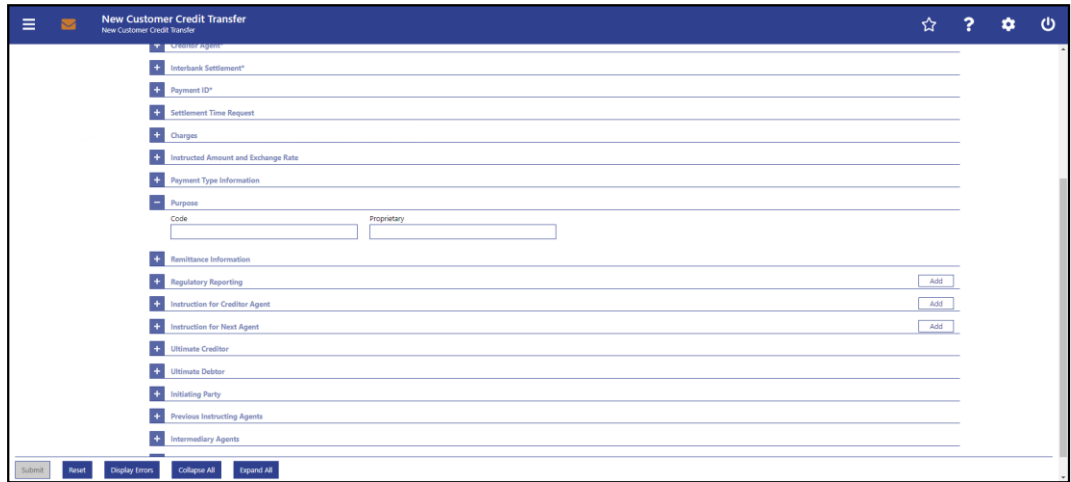 New Customer Credit Transfer
New Customer Credit Transfer
?
Creditor Agent*
Interbank Settlement*
Payment ID*
Settlement Time Request
Charges
Instructed Amount and Exchange Rate
Payment Type Information
Purpose
Code Proprietary
Remittance Information
Regulatory Reporting Add
Instruction for Creditor Agent Add
Instruction for Next Agent Add
Ultimate Creditor
Ultimate Debtor
Initiating Party
Previous Instructing Agents
Intermediary Agents
Submit Reset Display Errors Collapse All Expand All